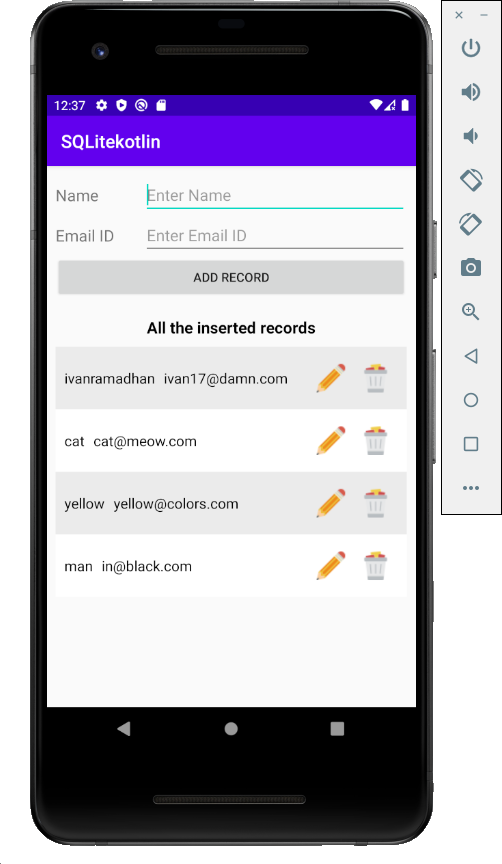 12:37
SQLitekotlin
Name Enter Name
Email ID Enter Email ID
ADD RECORD
All the inserted records
ivanramadhan ivan17@damn.com
cat cat@meow.com
yellow yellow@colors.com
man in@black.com